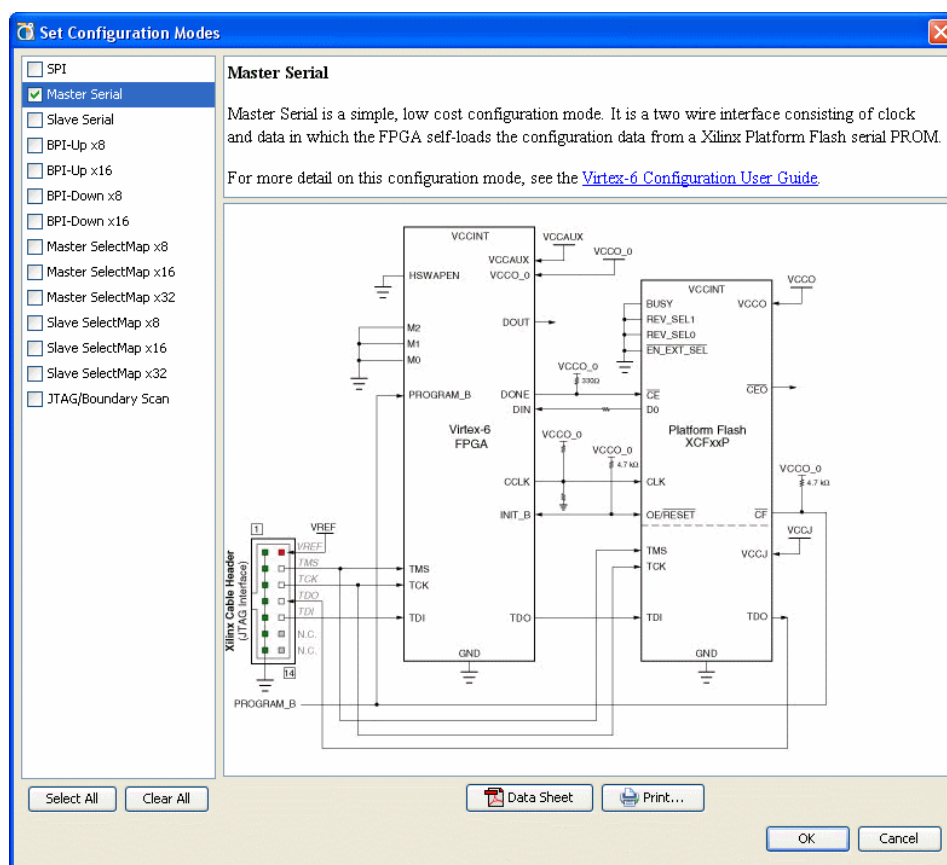 Set Configuration Modes
SPI
Master Serial
Slave Serial
BPI-Up x8
BPI-Up x16
BPI-Down x8
BPI-Down x16
Master SelectMap x8
Master SelectMap x16
Master SelectMap x32
Slave SelectMap x8
Slave SelectMap x16
Slave SelectMap x32
JTAG/Boundary Scan
Master Serial
Master Serial is a simple, low cost configuration mode. It is a two wire interface consisting of clock
and data in which the FPGA self-loads the configuration data from a Xilinx Platform Flash serial PROM.
For more detail on this configuration mode, see the Virtex-6 Configuration User Guide.
VCCINT
VCCAUX
VCCAUX
VCCO_0
VCCO_0
HSWAPEN
DOUT
M2
M1
M0
PROGRAM_B
DONE
DIN
Virtex-6
FPGA
CCLK
INIT_B
TMS
TCK
TDI
TDO
GND
VCCO_0
330Ω
VCCO_0
VCCO_0
4.7 kΩ
VCCINT
VCCO
VCCO
BUSY
REV_SEL1
REV_SEL0
EN_EXT_SEL
CE
D0
CEO
Platform Flash
XCFxxP
CLK
OE/RESET
CF
VCCO_0
4.7 kΩ
VCCJ
VCCJ
TMS
TCK
TDI
TDO
GND
1
VREF
VREF
TMS
TCK
TDO
TDI
N.C.
N.C.
14
Xilinx Cable Header
(JTAG Interface)
PROGRAM_B
Select All
Clear All
Data Sheet
Print...
OK
Cancel